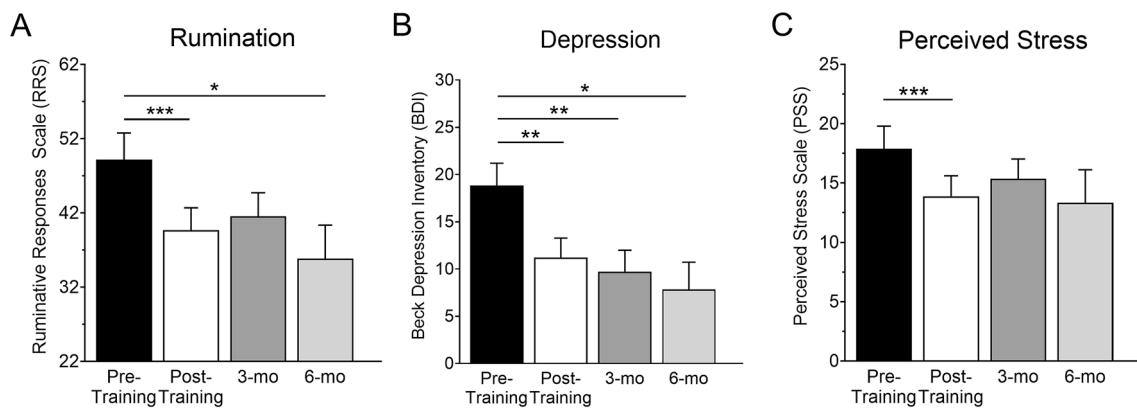 A
Rumination
Ruminative Responses Scale (RRS)
62
52
42
32
22
*
***
Pre-
Training
Post-
Training
3-mo
6-mo
B
Depression
Beck Depression Inventory (BDI)
30
25
20
15
10
5
0
*
**
**
Pre-
Training
Post-
Training
3-mo
6-mo
C
Perceived Stress
Perceived Stress Scale (PSS)
25
20
15
10
5
0
***
Pre-
Training
Post-
Training
3-mo
6-mo